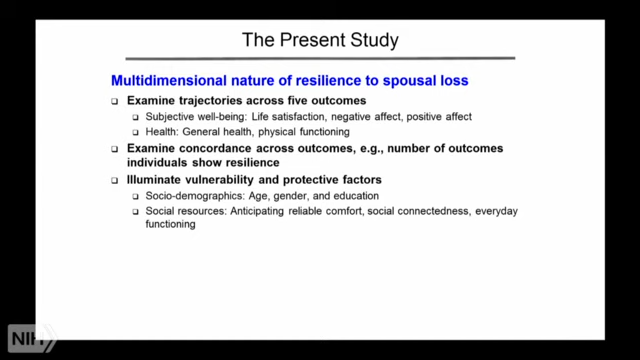 The Present Study
Multidimensional nature of resilience to spousal loss
Examine trajectories across five outcomes
Subjective well-being: Life satisfaction, negative affect, positive affect
Health: General health, physical functioning
Examine concordance across outcomes, e.g., number of outcomes
individuals show resilience
Illuminate vulnerability and protective factors
Socio-demographics: Age, gender, and education
Social resources: Anticipating reliable comfort, social connectedness, everyday
functioning
NIH